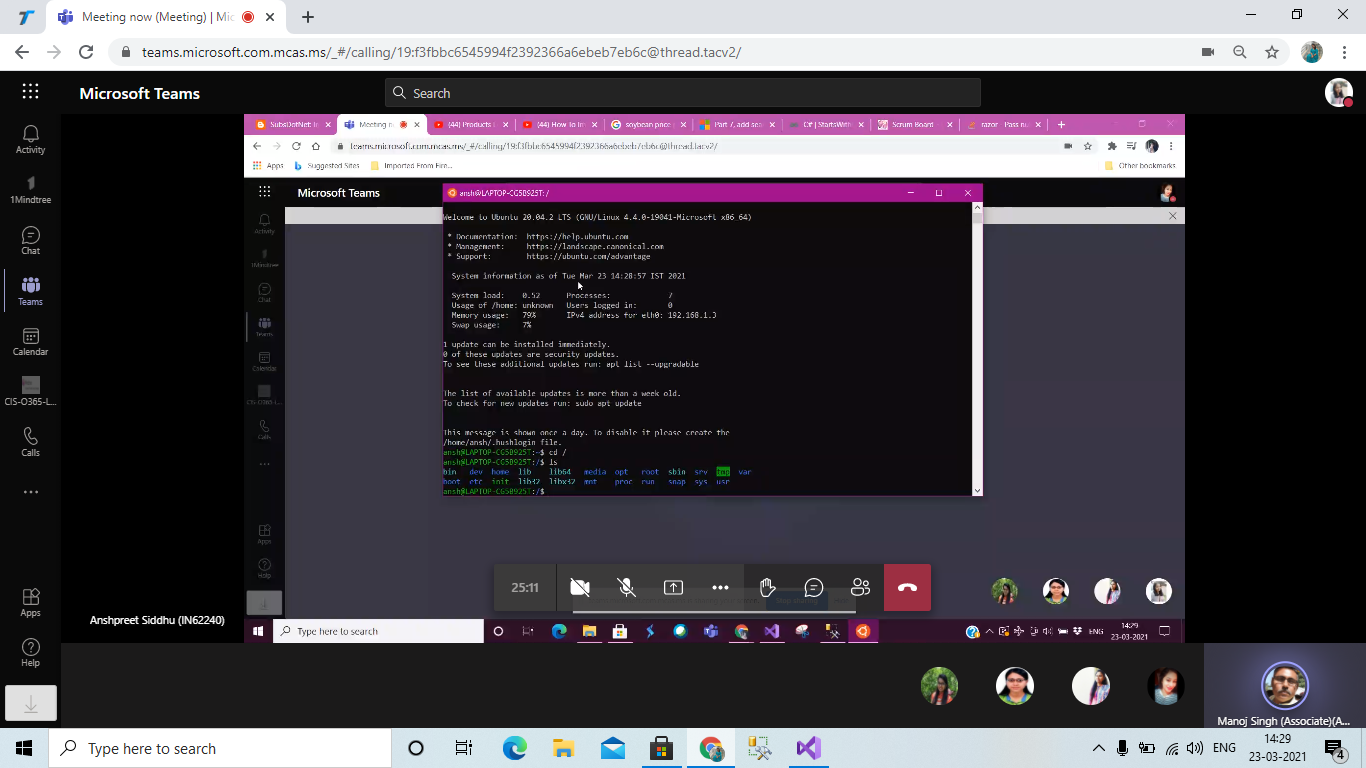 Meeting now (Meeting) | Mic
teams.microsoft.com.mcas.ms/_#/calling/19:f3fbbc6545994f2392366a6ebeb7eb6c@thread.tacv2/
Microsoft Teams
Search
Activity
1Mindtree
Chat
Teams
Calendar
CIS-O365-L...
Calls
Apps
Help
SubsDotNet:
Meeting n
(44) Products
(44) How To
soybean price
Part 7, add
C# | StartsWith
Scrum Board
razor - Pass
teams.microsoft.com.mcas.ms/_#/calling/19:f3fbbc6545994f2392366a6ebeb7eb6c@thread.tacv2/
Apps
Suggested Sites
Imported From Fire...
Other bookmarks
Microsoft Teams
Activity
1Mindtree
Chat
Teams
Calendar
CIS-O365-L...
Calls
Apps
Help
ansh@LAPTOP-CG5B925T: /
Welcome to Ubuntu 20.04.2 LTS (GNU/Linux 4.4.0-19041-Microsoft x86_64)
* Documentation: https://help.ubuntu.com
* Management: https://landscape.canonical.com
* Support: https://ubuntu.com/advantage
System information as of Tue Mar 23 14:28:57 IST 2021
System load: 0.52 Processes: 7
Usage of /home: unknown Users logged in: 0
Memory usage: 79% IPv4 address for eth0: 192.168.1.3
Swap usage: 7%
1 update can be installed immediately.
0 of these updates are security updates.
To see these additional updates run: apt list --upgradable
The list of available updates is more than a week old.
To check for new updates run: sudo apt update
This message is shown once a day. To disable it please create the
/home/ansh/.hushlogin file.
ansh@LAPTOP-CG5B925T:~$ cd /
ansh@LAPTOP-CG5B925T:/$ ls
bin dev home lib lib64 media opt root sbin srv tmp var
boot etc init lib32 libx32 mnt proc run snap sys usr
ansh@LAPTOP-CG5B925T:/$
25:11
Type here to search
ENG
14:29
23-03-2021
Anshpreet Siddhu (IN62240)
Manoj Singh (Associate)(A...
Type here to search
ENG
14:29
23-03-2021
4